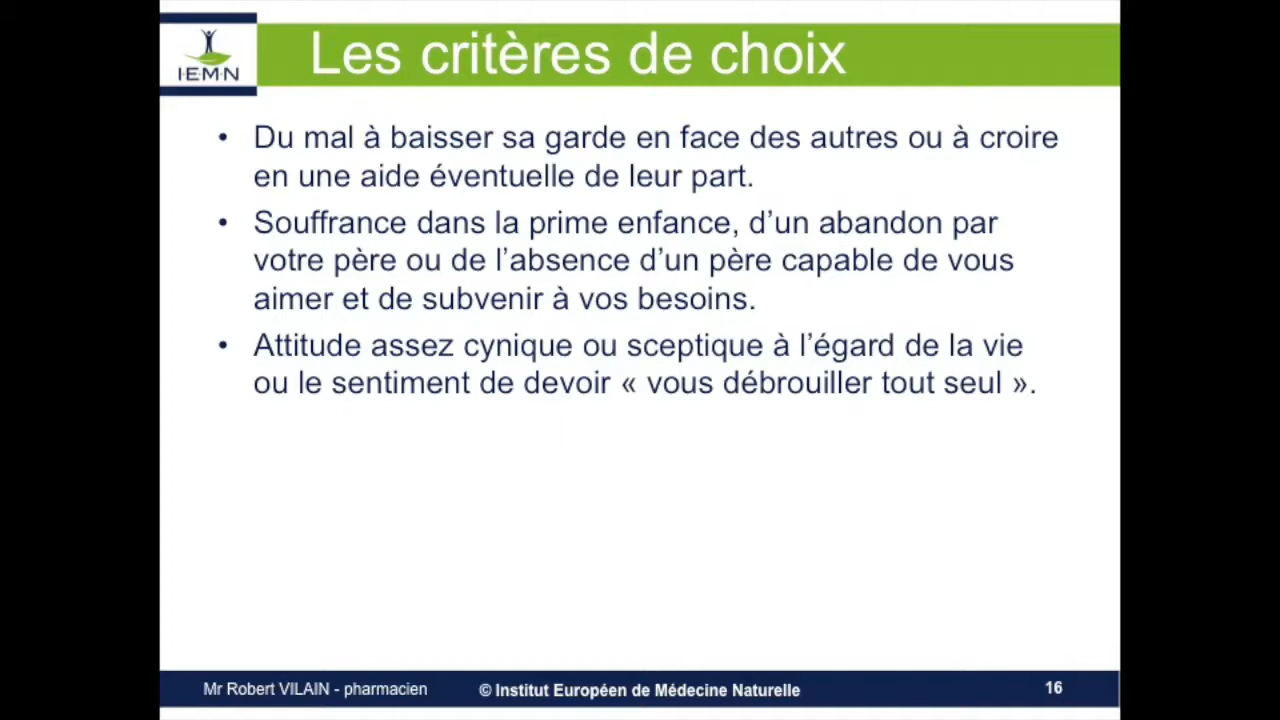 I·E·M·N
Les critères de choix
• Du mal à baisser sa garde en face des autres ou à croire
en une aide éventuelle de leur part.
• Souffrance dans la prime enfance, d’un abandon par
votre père ou de l’absence d’un père capable de vous
aimer et de subvenir à vos besoins.
• Attitude assez cynique ou sceptique à l’égard de la vie
ou le sentiment de devoir « vous débrouiller tout seul ».
Mr Robert VILAIN - pharmacien © Institut Européen de Médecine Naturelle 16